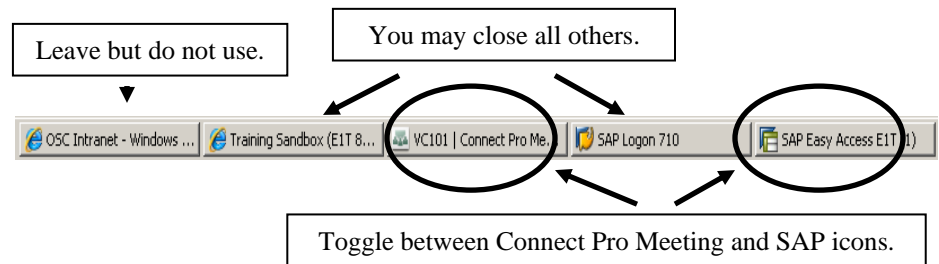 Leave but do not use.
You may close all others.
OSC Intranet - Windows ...
Training Sandbox (E1T 8...
VC101 | Connect Pro Me...
SAP Logon 710
SAP Easy Access E1T(1)
Toggle between Connect Pro Meeting and SAP icons.